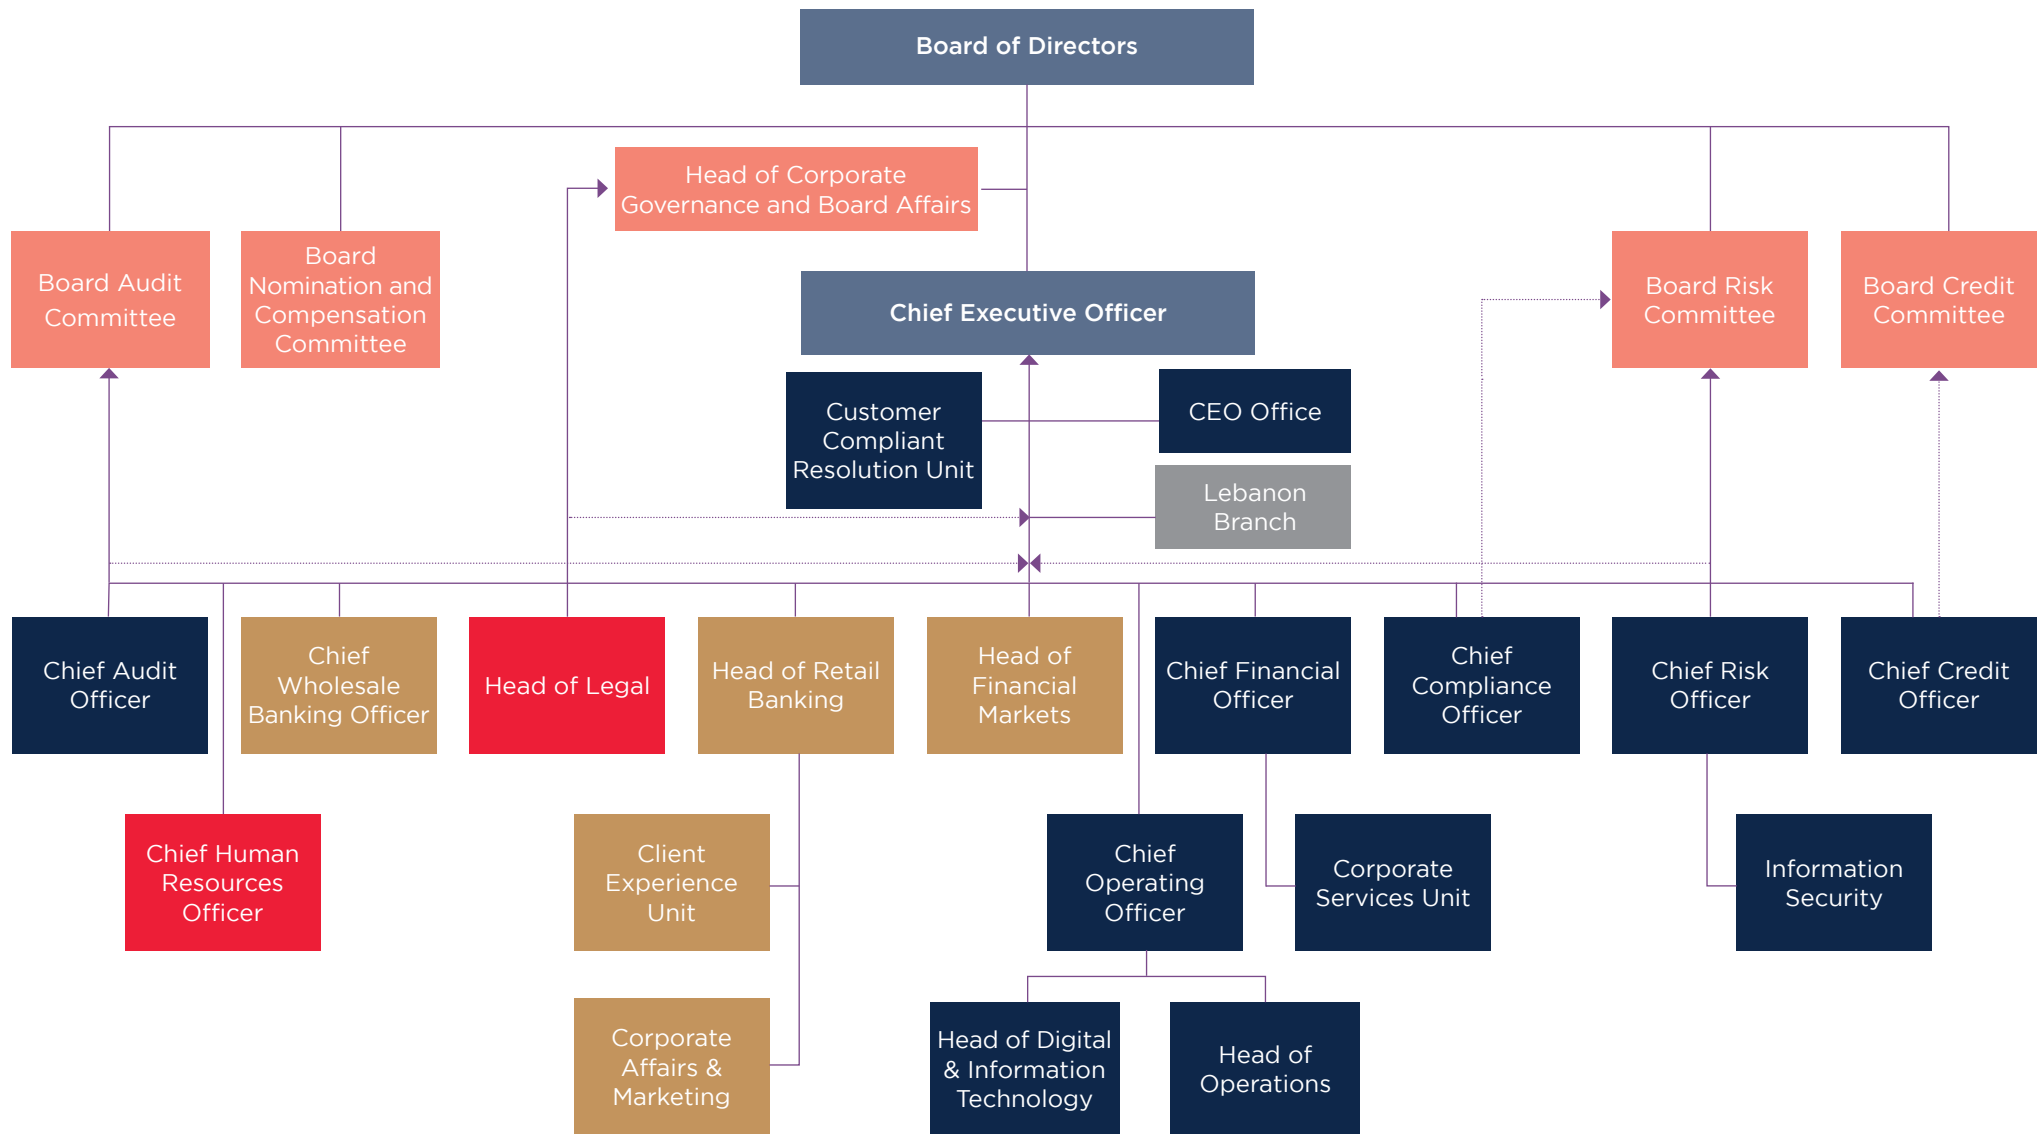 Board of Directors
Head of Corporate
Governance and Board Affairs
Board Audit
Committee
Board
Nomination and
Compensation
Committee
Board Risk
Committee
Board Credit
Committee
Chief Executive Officer
Customer
Compliant
Resolution Unit
CEO Office
Lebanon
Branch
Chief Audit
Officer
Chief
Wholesale
Banking Officer
Head of Legal
Head of Retail
Banking
Head of
Financial
Markets
Chief Financial
Officer
Chief
Compliance
Officer
Chief Risk
Officer
Chief Credit
Officer
Chief Human
Resources
Officer
Client
Experience
Unit
Chief
Operating
Officer
Corporate
Services Unit
Information
Security
Corporate
Affairs &
Marketing
Head of Digital
& Information
Technology
Head of
Operations